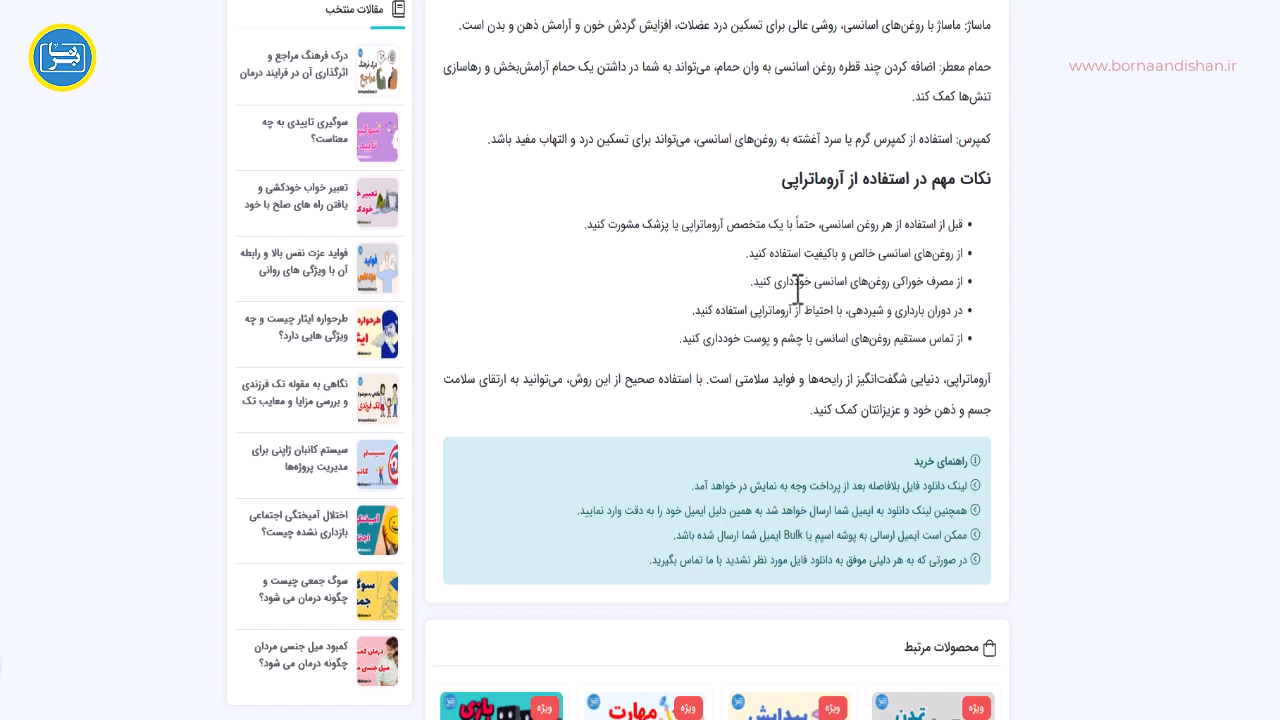 www.bornaandishan.ir
ماساژ: ماساژ با روغن‌های اسانسی، روشی عالی برای تسکین درد عضلات، افزایش گردش خون و آرامش ذهن و بدن است.
حمام معطر: اضافه کردن چند قطره روغن اسانسی به وان حمام، می‌تواند به شما در داشتن یک حمام آرامش‌بخش و رهاسازی
تنش‌ها کمک کند.
کمپرس: استفاده از کمپرس گرم یا سرد آغشته به روغن‌های اسانسی، می‌تواند برای تسکین درد و التهاب مفید باشد.
نکات مهم در استفاده از آروماتراپی
• قبل از استفاده از هر روغن اسانسی، حتماً با یک متخصص آروماتراپی یا پزشک مشورت کنید.
• از روغن‌های اسانسی خالص و باکیفیت استفاده کنید.
• از مصرف خوراکی روغن‌های اسانسی خودداری کنید.
• در دوران بارداری و شیردهی، با احتیاط از آروماتراپی استفاده کنید.
• از تماس مستقیم روغن‌های اسانسی با چشم و پوست خودداری کنید.
آروماتراپی، دنیایی شگفت‌انگیز از رایحه‌ها و فواید سلامتی است. با استفاده صحیح از این روش، می‌توانید به ارتقای سلامت
جسم و ذهن خود و عزیزانتان کمک کنید.
راهنمای خرید
لینک دانلود فایل بلافاصله بعد از پرداخت وجه به نمایش در خواهد آمد.
همچنین لینک دانلود به ایمیل شما ارسال خواهد شد به همین دلیل ایمیل خود را به دقت وارد نمایید.
ممکن است ایمیل ارسالی به پوشه اسپم یا Bulk ایمیل شما ارسال شده باشد.
در صورتی که به هر دلیلی موفق به دانلود فایل مورد نظر نشدید با ما تماس بگیرید.
محصولات مرتبط
ویژه
ویژه
ویژه
ویژه
تمدن
پیدایش
مهارت
بازی
مقالات منتخب
درک فرهنگ مراجع و
اثرگذاری آن در فرایند درمان
سوگیری تاییدی به چه
معناست؟
تعبیر خواب خودکشی و
یافتن راه های صلح با خود
فواید عزت نفس بالا و رابطه
آن با ویژگی های روانی
طرحواره ایثار چیست و چه
ویژگی هایی دارد؟
نگاهی به مقوله تک فرزندی
و بررسی مزایا و معایب تک
سیستم کانبان ژاپنی برای
مدیریت پروژه‌ها
اختلال آمیختگی اجتماعی
بازداری نشده چیست؟
سوگ جمعی چیست و
چگونه درمان می شود؟
کمبود میل جنسی مردان
چگونه درمان می شود؟